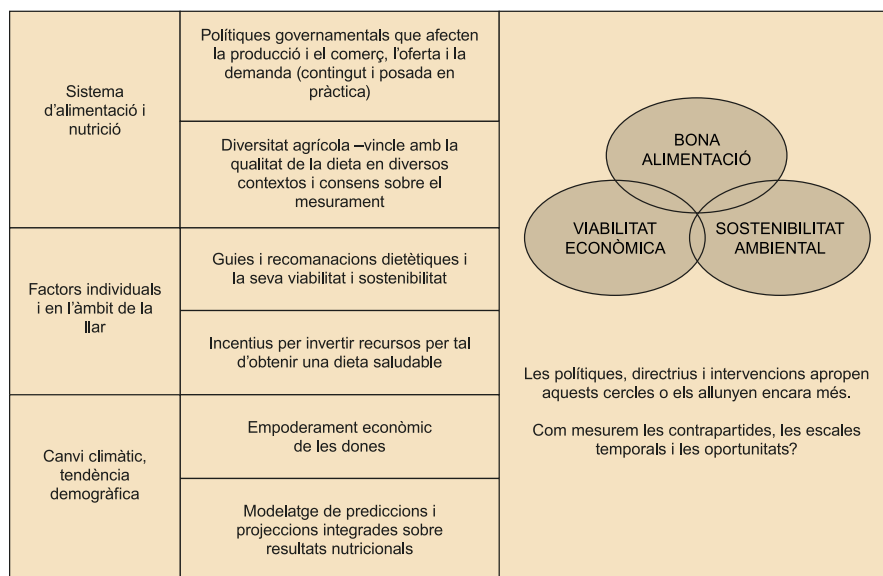 Sistema
d'alimentació i
nutrició
Polítiques governamentals que afecten
la producció i el comerç, l'oferta i la
demanda (contingut i posada en
pràctica)
Diversitat agrícola –vincle amb la
qualitat de la dieta en diversos
contextos i consens sobre el
mesurament
Factors individuals
i en l'àmbit de la
llar
Guies i recomanacions dietètiques i
la seva viabilitat i sostenibilitat
Incentius per invertir recursos per tal
d'obtenir una dieta saludable
Canvi climàtic,
tendència
demogràfica
Empoderament econòmic
de les dones
Modelatge de prediccions i
projeccions integrades sobre
resultats nutricionals
BONA
ALIMENTACIÓ
VIABILITAT
ECONÒMICA
SOSTENIBILITAT
AMBIENTAL
Les polítiques, directrius i intervencions apropen
aquests cercles o els allunyen encara més.
Com mesurem les contrapartides, les escales
temporals i les oportunitats?